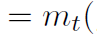 = m_t(